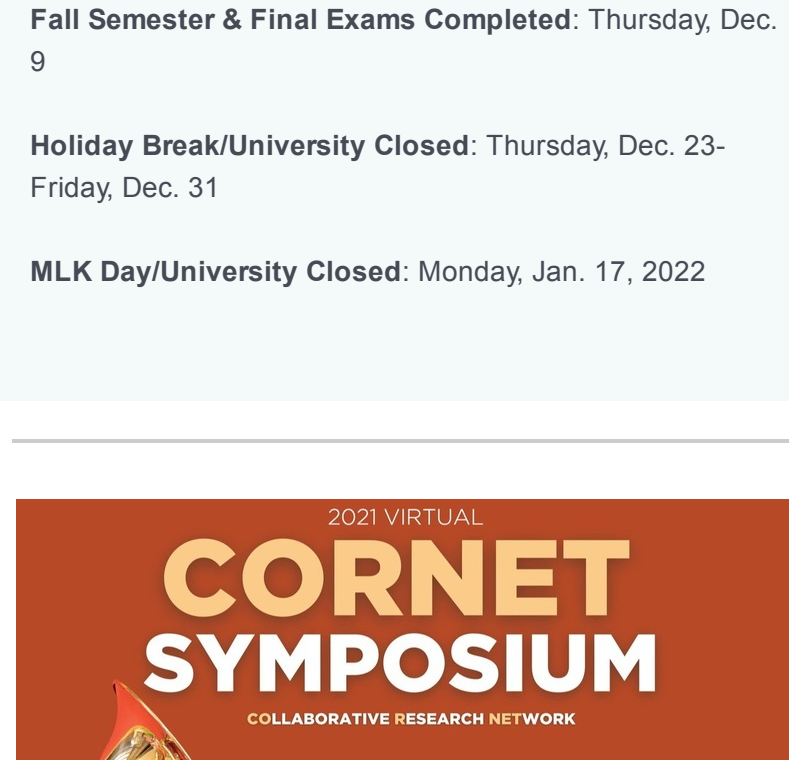 Fall Semester & Final Exams Completed: Thursday, Dec.
9
Holiday Break/University Closed: Thursday, Dec. 23-
Friday, Dec. 31
MLK Day/University Closed: Monday, Jan. 17, 2022
2021 VIRTUAL
CORNET
SYMPOSIUM
COLLABORATIVE RESEARCH NETWORK